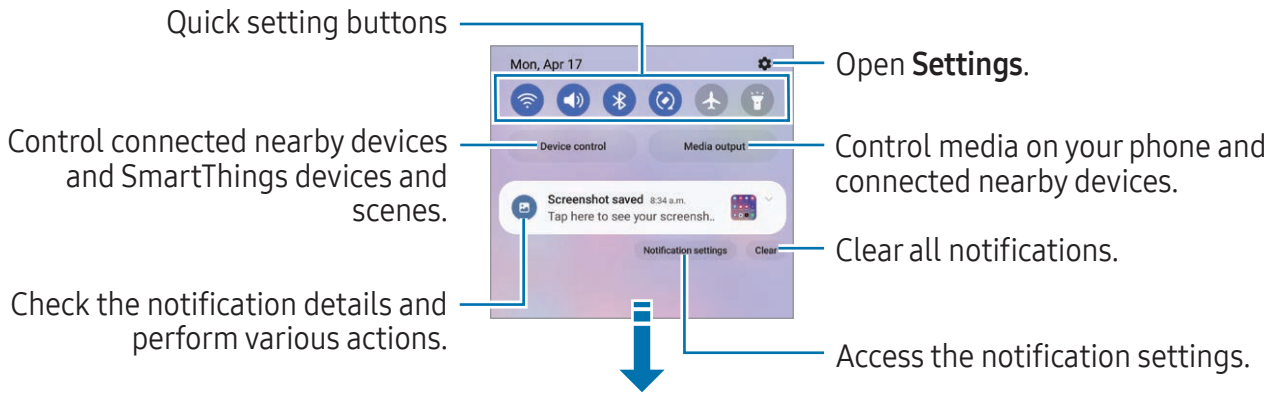 Quick setting buttons
Mon, Apr 17
Open Settings.
Control connected nearby devices
and SmartThings devices and
scenes.
Device control
Media output
Control media on your phone and
connected nearby devices.
Screenshot saved 8:34 a.m.
Tap here to see your screensh..
Notification settings
Clear
Clear all notifications.
Check the notification details and
perform various actions.
Access the notification settings.